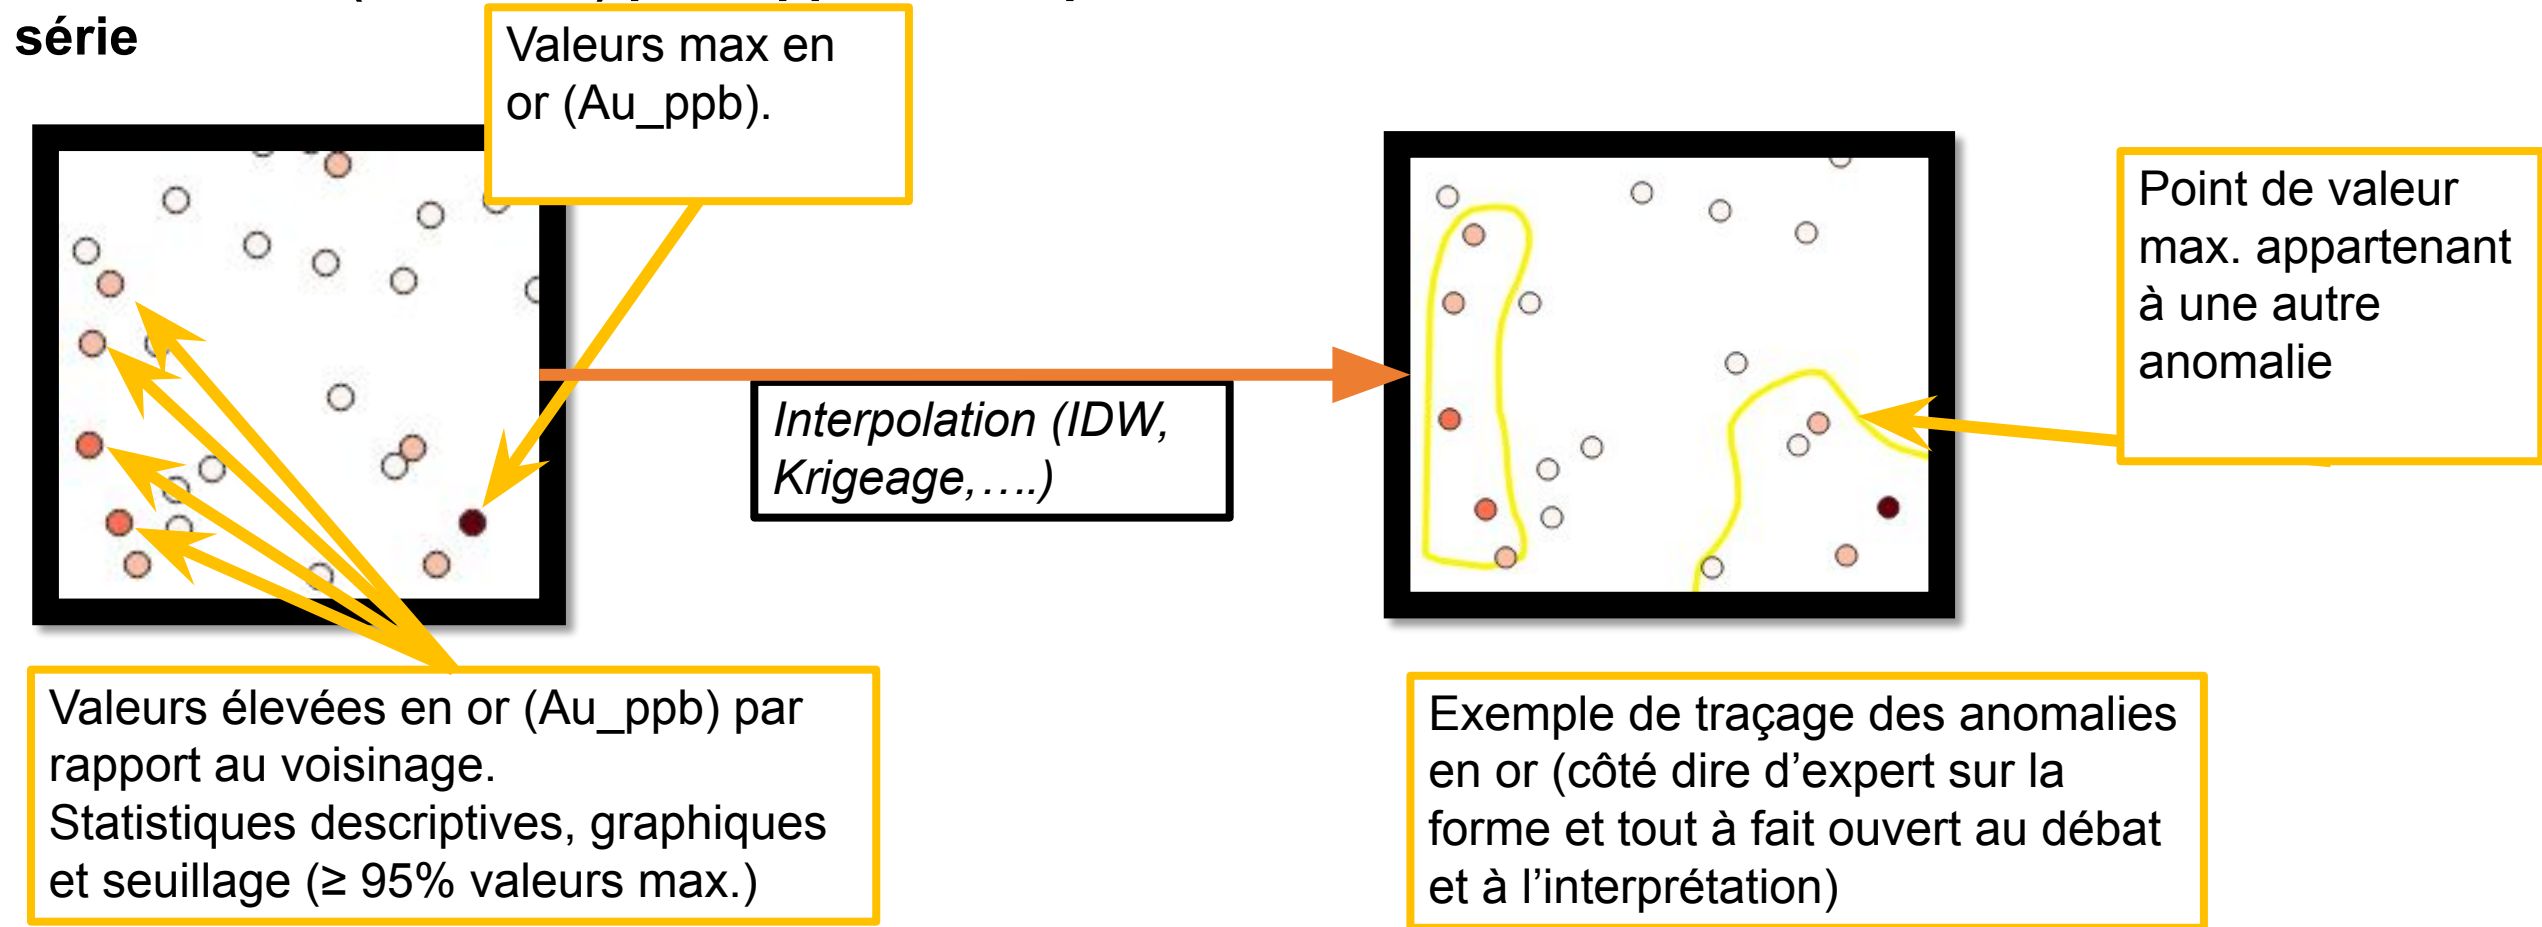 série
Valeurs max en
or (Au_ppb).
Interpolation (IDW,
Krigeage,….)
Point de valeur
max. appartenant
à une autre
anomalie
Valeurs élevées en or (Au_ppb) par
rapport au voisinage.
Statistiques descriptives, graphiques
et seuillage (≥ 95% valeurs max.)
Exemple de traçage des anomalies
en or (côté dire d’expert sur la
forme et tout à fait ouvert au débat
et à l’interprétation)